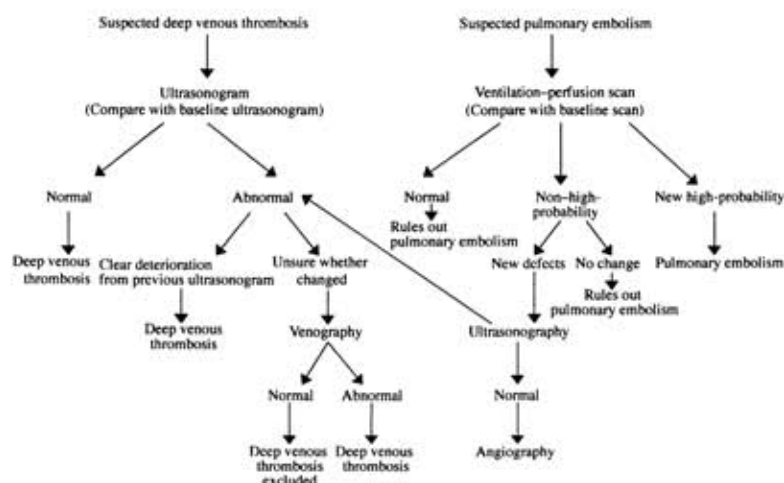 Suspected deep venous thrombosis
Suspected pulmonary embolism
Ultrasonogram
(Compare with baseline ultrasonogram)
Ventilation–perfusion scan
(Compare with baseline scan)
Normal
Abnormal
Normal
Non–high-
probability
New high-probability
Rules out
pulmonary embolism
Deep venous
thrombosis
Clear deterioration
from previous ultrasonogram
Unsure whether
changed
New defects
No change
Pulmonary embolism
Rules out
pulmonary embolism
Deep venous
thrombosis
Venography
Ultrasonography
Normal
Abnormal
Normal
Deep venous
thrombosis
excluded
Deep venous
thrombosis
Angiography